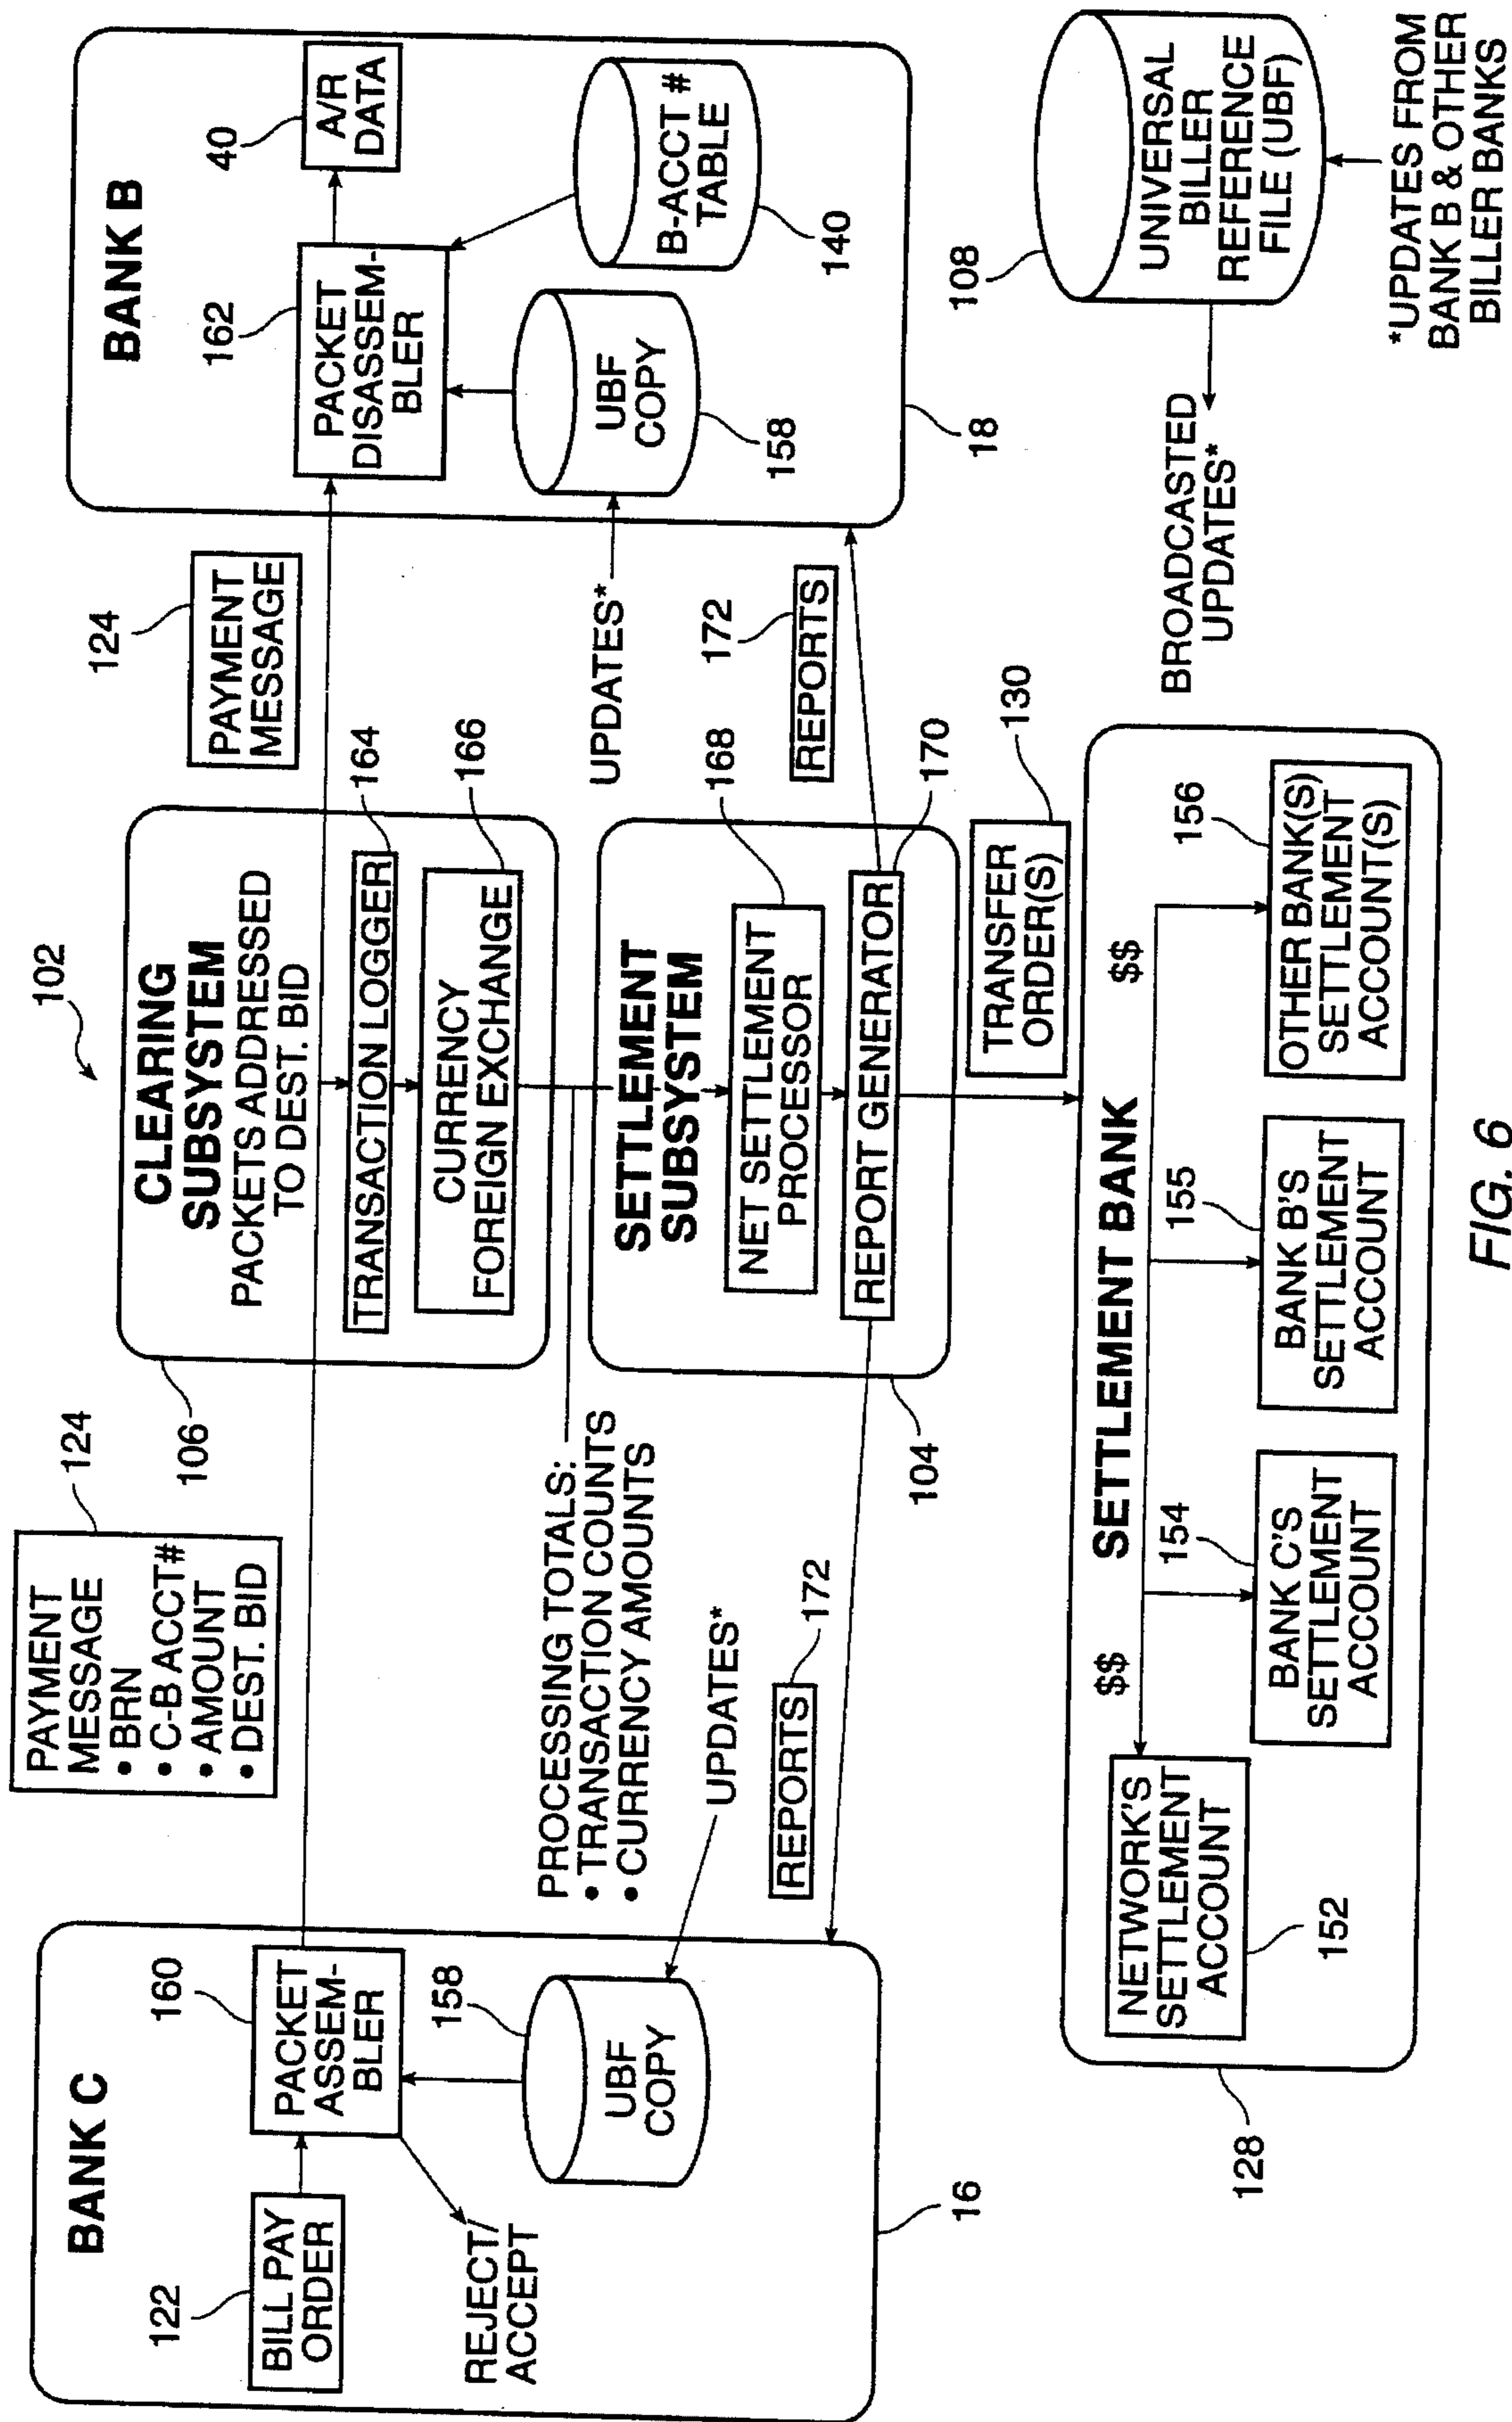 BANK C
122
BILL PAY
ORDER
160
PACKET
ASSEM-
BLER
REJECT/
ACCEPT
158
UBF
COPY
16
124
PAYMENT
MESSAGE
• BRN
• C-B ACCT#
• AMOUNT
• DEST. BID
PROCESSING TOTALS:
• TRANSACTION COUNTS
• CURRENCY AMOUNTS
UPDATES*
REPORTS
172
102
106
CLEARING
SUBSYSTEM
PACKETS ADDRESSED
TO DEST. BID
TRANSACTION LOGGER
164
CURRENCY
FOREIGN EXCHANGE
166
SETTLEMENT
SUBSYSTEM
NET SETTLEMENT
PROCESSOR
168
REPORT GENERATOR
170
104
124
PAYMENT
MESSAGE
UPDATES*
172
REPORTS
TRANSFER
ORDER(S)
130
BANK B
162
PACKET
DISASSEM-
BLER
40
A/R
DATA
UBF
COPY
158
B-ACCT #
TABLE
140
18
SETTLEMENT BANK
$$
$$
NETWORK'S
SETTLEMENT
ACCOUNT
152
154
BANK C'S
SETTLEMENT
ACCOUNT
155
BANK B'S
SETTLEMENT
ACCOUNT
156
OTHER BANK(S)
SETTLEMENT
ACCOUNT(S)
128
108
UNIVERSAL
BILLER
REFERENCE
FILE (UBF)
BROADCASTED
UPDATES*
*UPDATES FROM
BANK B & OTHER
BILLER BANKS
FIG. 6